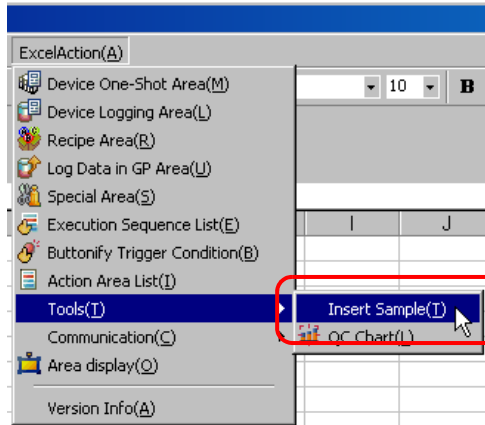 ExcelAction(A)
Device One-Shot Area(M)
10 B
Device Logging Area(L)
Recipe Area(R)
Log Data in GP Area(U)
Special Area(S)
Execution Sequence List(E)
I J
Buttonify Trigger Condition(B)
Action Area List(I)
Tools(T) Insert Sample(T)
Communication(C) QC Chart(L)
Area display(O)
Version Info(A)